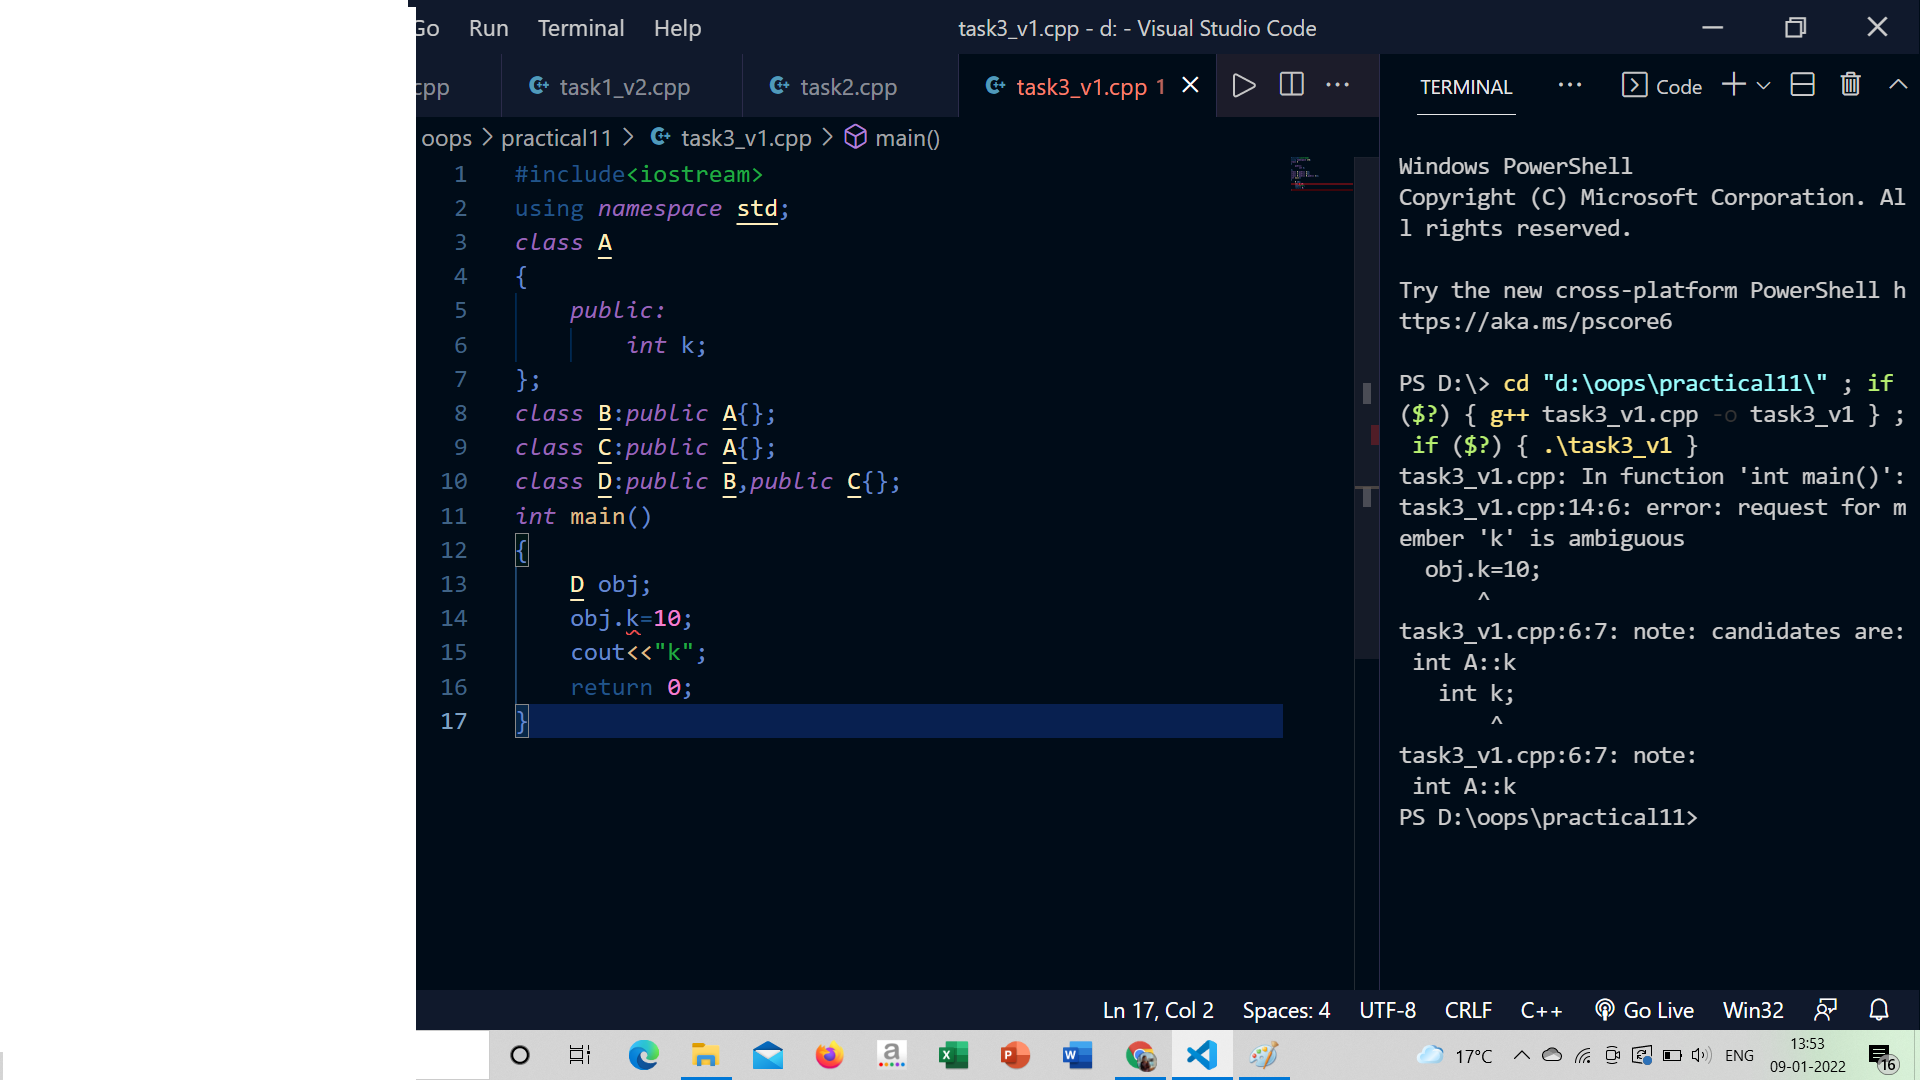 Go Run Terminal Help
task3_v1.cpp - d: - Visual Studio Code
cpp
task1_v2.cpp
task2.cpp
task3_v1.cpp 1
oops > practical11 > task3_v1.cpp > main()
1 #include<iostream>
2 using namespace std;
3 class A
4 {
5 public:
6 int k;
7 };
8 class B:public A{};
9 class C:public A{};
10 class D:public B,public C{};
11 int main()
12 {
13 D obj;
14 obj.k=10;
15 cout<<"k";
16 return 0;
17 }
TERMINAL
Code
Windows PowerShell
Copyright (C) Microsoft Corporation. Al
l rights reserved.
Try the new cross-platform PowerShell h
ttps://aka.ms/pscore6
PS D:\> cd "d:\oops\practical11\" ; if
($?) { g++ task3_v1.cpp -o task3_v1 } ;
if ($?) { .\task3_v1 }
task3_v1.cpp: In function 'int main()':
task3_v1.cpp:14:6: error: request for m
ember 'k' is ambiguous
obj.k=10;
^
task3_v1.cpp:6:7: note: candidates are:
int A::k
int k;
^
task3_v1.cpp:6:7: note:
int A::k
PS D:\oops\practical11>
Ln 17, Col 2 Spaces: 4 UTF-8 CRLF C++ Go Live Win32
17°C
ENG
13:53
09-01-2022
16